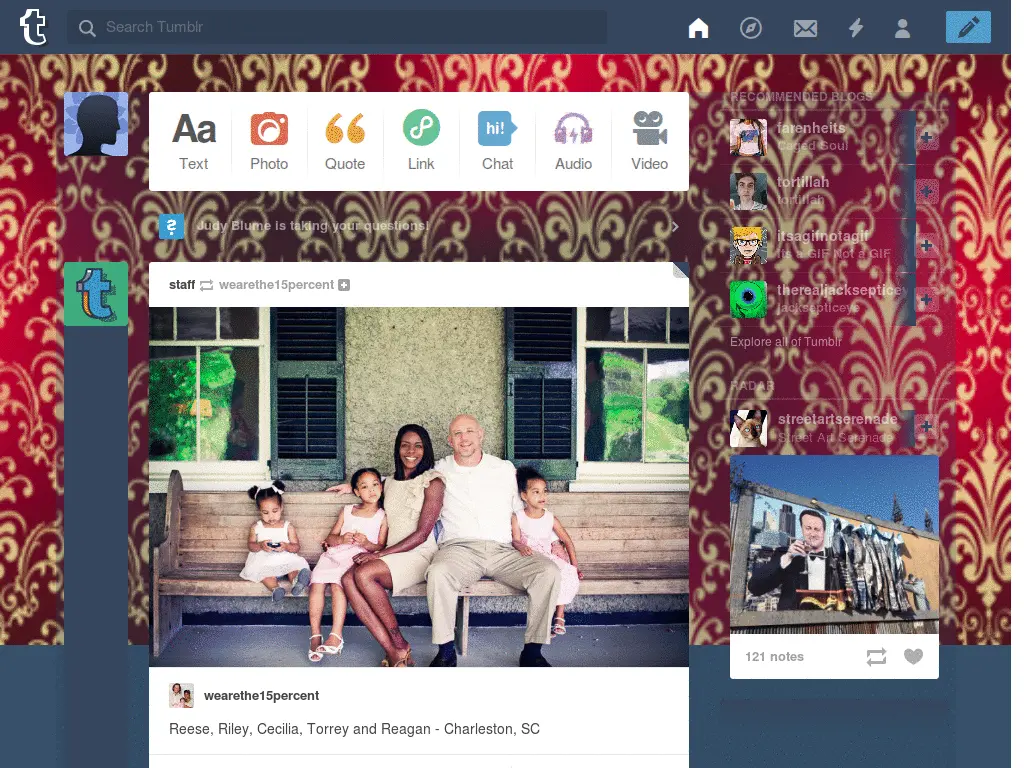 Search Tumblr
Aa
Text
Photo
Quote
Link
hi!
Chat
Audio
Video
Judy Blume is taking your questions!
staff wearethe15percent
wearethe15percent
Reese, Riley, Cecilia, Torrey and Reagan - Charleston, SC
RECOMMENDED BLOGS
farenheits
Caged Soul
tortillah
tortillah
itsagifnotagif
Its a GIF Not a GIF
therealjacksepticey
jacksepticeye
Explore all of Tumblr
RADAR
streetartserenade
Street Art Serenade
121 notes